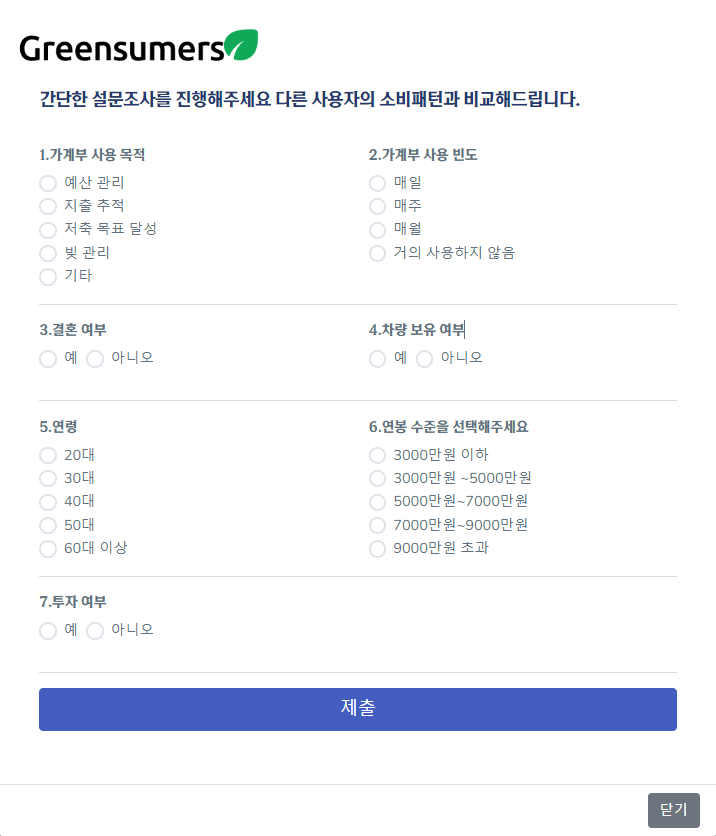 Greensumers
간단한 설문조사를 진행해주세요 다른 사용자의 소비패턴과 비교해드립니다.
1.가계부 사용 목적
예산 관리
지출 추적
저축 목표 달성
빚 관리
기타
2.가계부 사용 빈도
매일
매주
매월
거의 사용하지 않음
3.결혼 여부
예 아니오
4.차량 보유 여부
예 아니오
5.연령
20대
30대
40대
50대
60대 이상
6.연봉 수준을 선택해주세요
3000만원 이하
3000만원 ~5000만원
5000만원~7000만원
7000만원~9000만원
9000만원 초과
7.투자 여부
예 아니오
제출
닫기